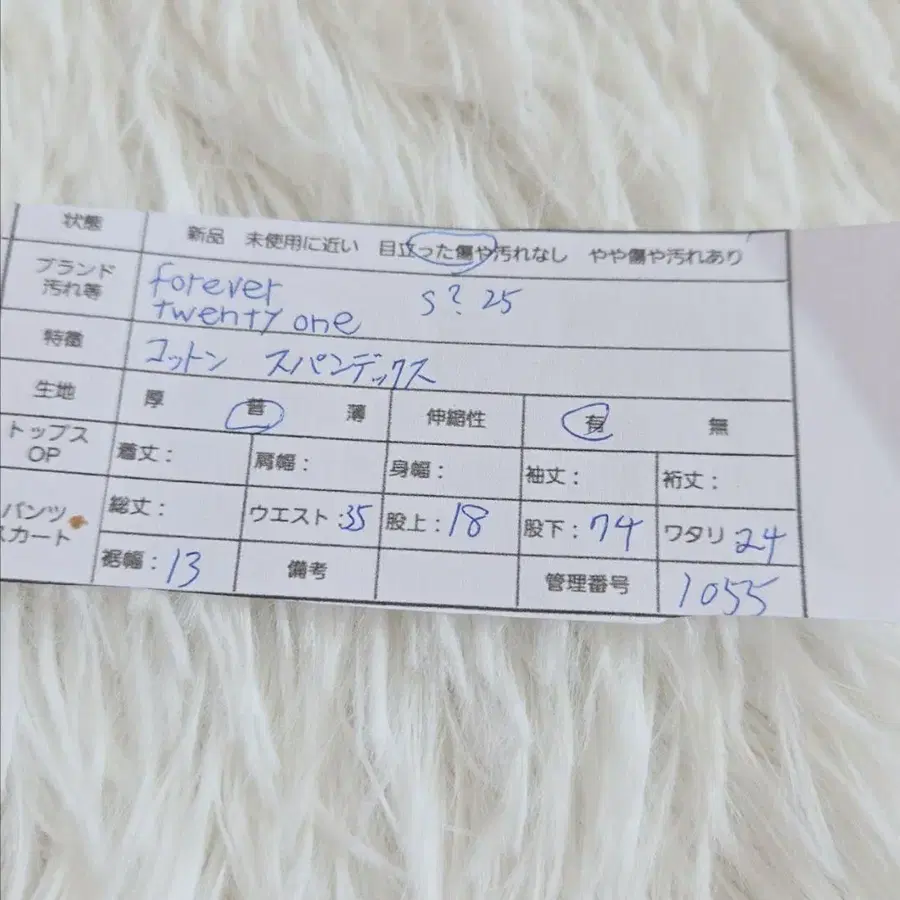 状態 新品 未使用に近い 目立った傷や汚れなし やや傷や汚れあり
ブランド forever S? 25
汚れ等 twenty one
特徴 コットン スパンデックス
生地 厚 普 薄 伸縮性 有 無
トップス
OP 着丈: 肩幅: 身幅: 袖丈: 裄丈:
パンツ 総丈: ウエスト:35 股上:18 股下:74 ワタリ 24
スカート
裾幅:13 備考 管理番号 1055